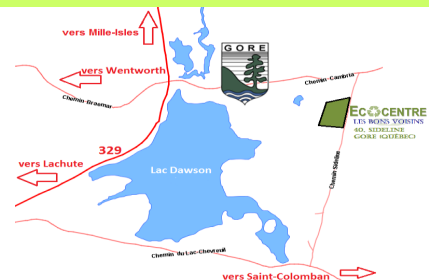 vers Mille-Isles
GORE
vers Wentworth
Chemin-Cambria
Chemin-Braemar
ECOCENTRE
LES BONS VOISINS
40, SIDELINE
GORE (QUÉBEC)
329
vers Lachute
Lac Dawson
Chemin Sideline
Chemin du Lac-Chevreuil
vers Saint-Colomban